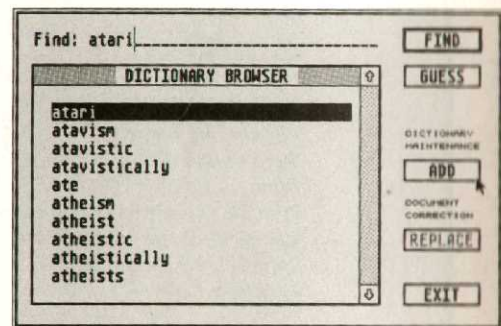 Find: atari
FIND
DICTIONARY BROWSER
GUESS
atari
atavism
atavistic
atavistically
ate
atheism
atheist
atheistic
atheistically
atheists
DICTIONARY
MAINTENANCE
ADD
DOCUMENT
CORRECTION
REPLACE
EXIT